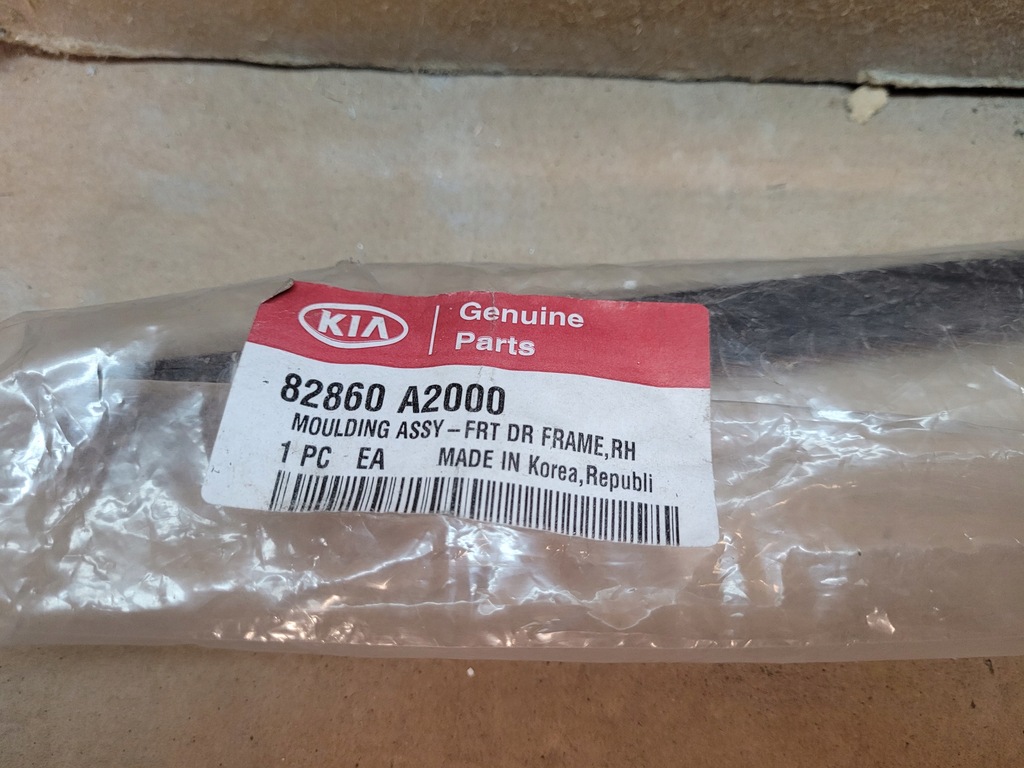 KIA
Genuine
Parts
82860 A2000
MOULDING ASSY-FRT DR FRAME,RH
1 PC EA MADE IN Korea,Republi